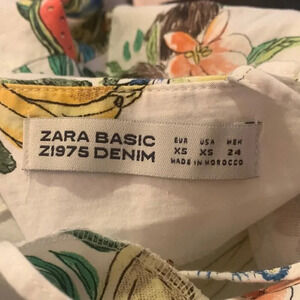 ZARA BASIC
Z1975 DENIM
EUR USA MEX
XS XS 24
MADE IN MOROCCO